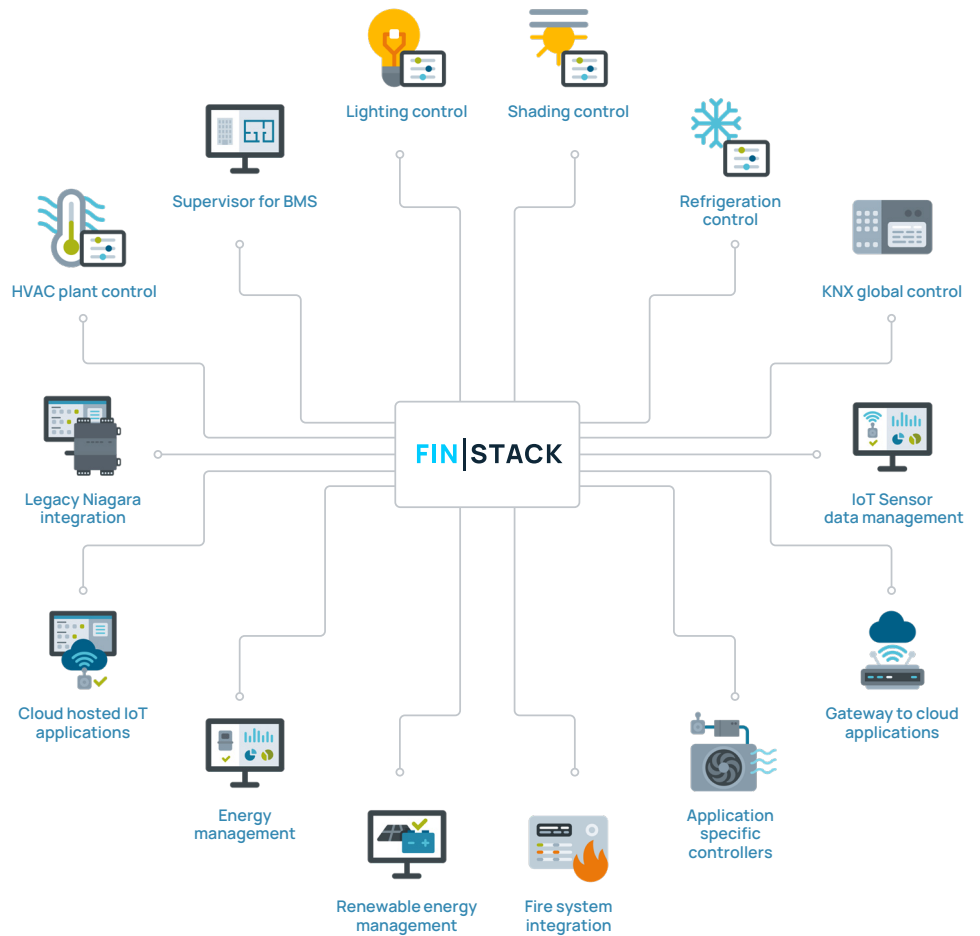 Lighting control
Shading control
Supervisor for BMS
Refrigeration
control
HVAC plant control
KNX global control
FIN|STACK
Legacy Niagara
integration
IoT Sensor
data management
Cloud hosted IoT
applications
Gateway to cloud
applications
Energy
management
Application
specific
controllers
Renewable energy
management
Fire system
integration